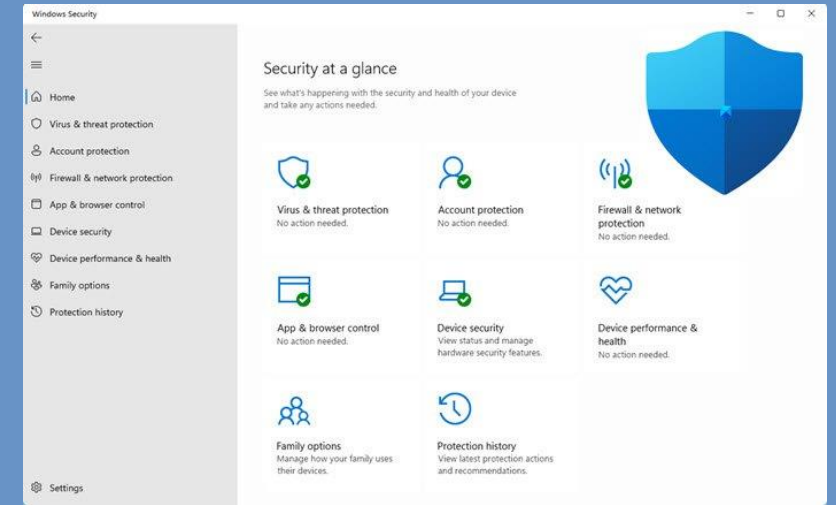 Windows Security
Home
Virus & threat protection
Account protection
Firewall & network protection
App & browser control
Device security
Device performance & health
Family options
Protection history
Settings
Security at a glance
See what's happening with the security and health of your device
and take any actions needed.
Virus & threat protection
No action needed.
Account protection
No action needed.
Firewall & network
protection
No action needed.
App & browser control
No action needed.
Device security
View status and manage
hardware security features.
Device performance &
health
No action needed.
Family options
Manage how your family uses
their devices.
Protection history
View latest protection actions
and recommendations.